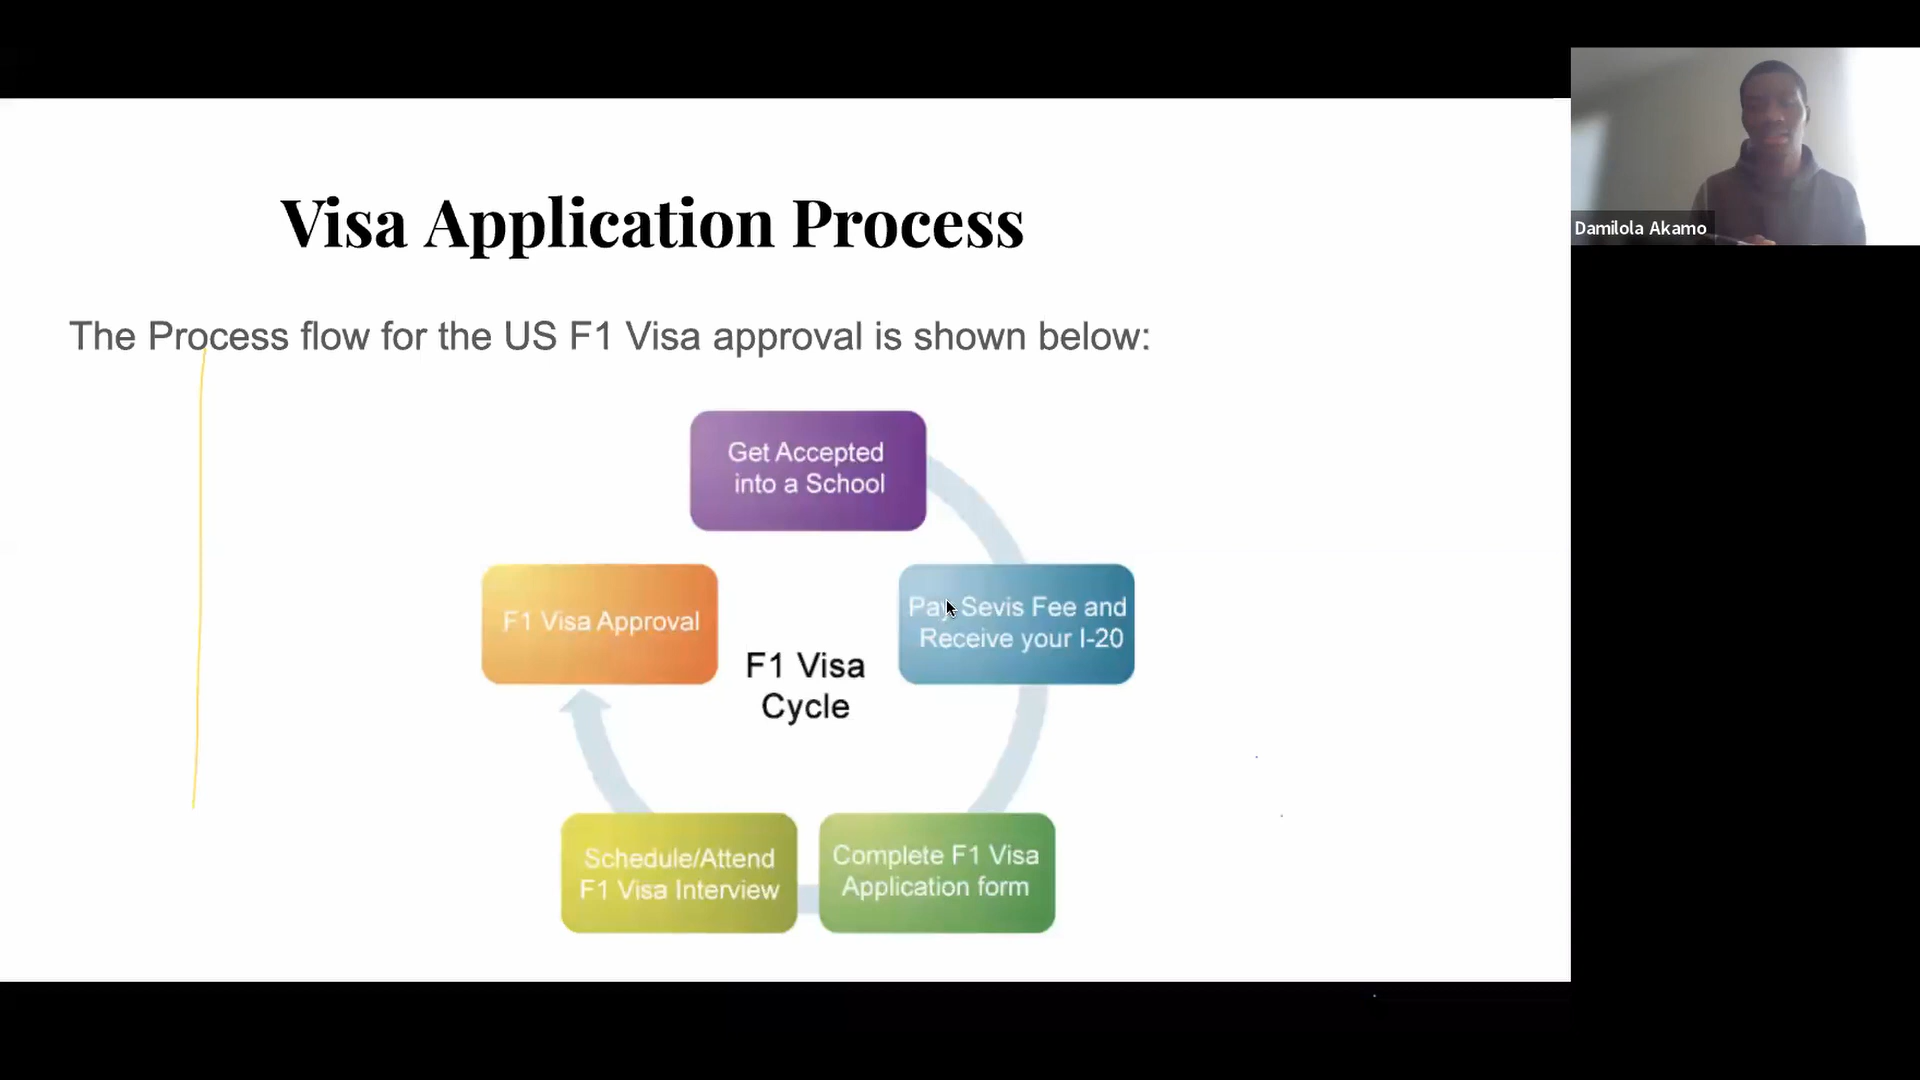 Visa Application Process
Damilola Akamo
The Process flow for the US F1 Visa approval is shown below:
Get Accepted
into a School
Pay Sevis Fee and
Receive your I-20
Complete F1 Visa
Application form
Schedule/Attend
F1 Visa Interview
F1 Visa Approval
F1 Visa
Cycle